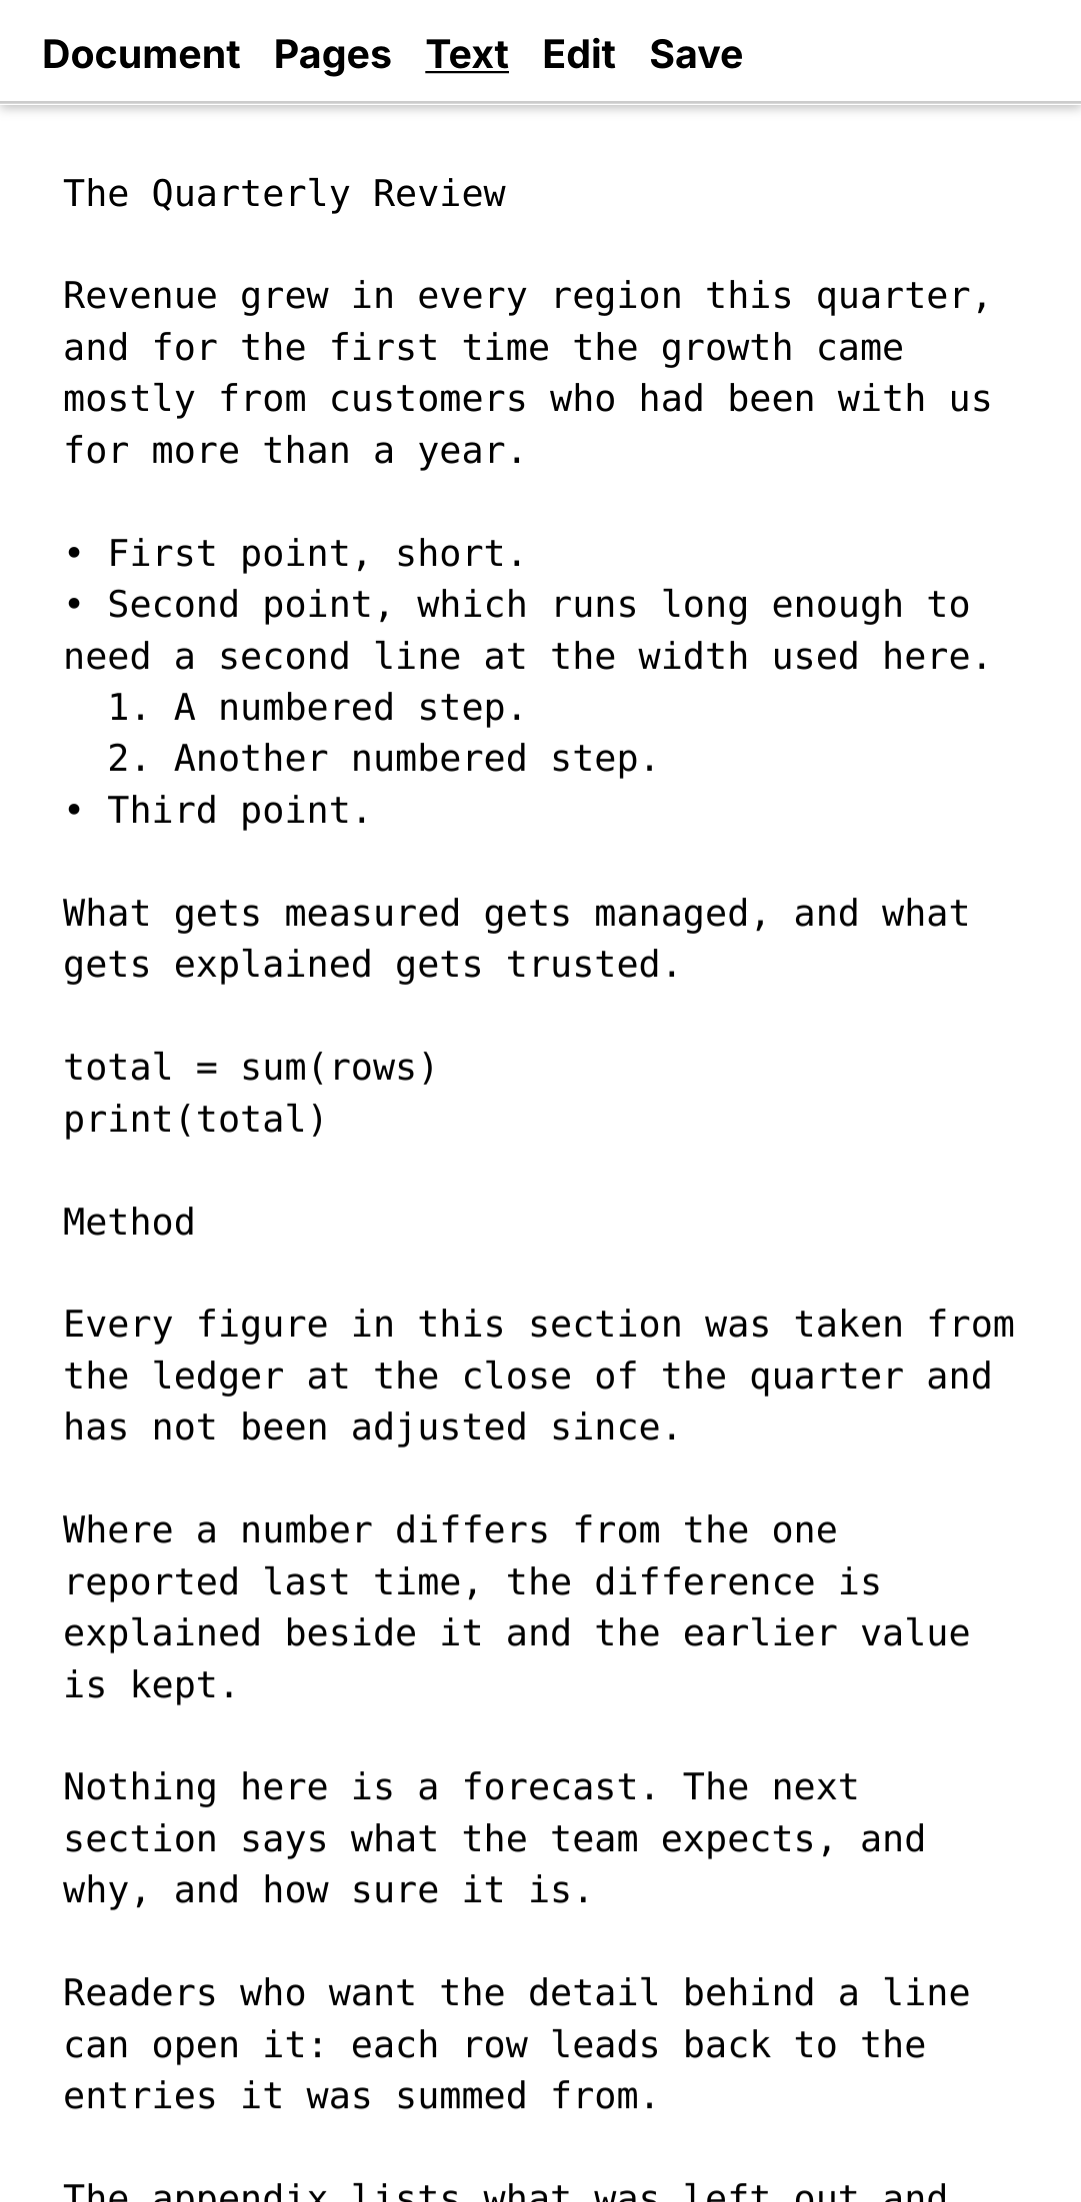 Document Pages Text Edit Save
The Quarterly Review
Revenue grew in every region this quarter,
and for the first time the growth came
mostly from customers who had been with us
for more than a year.
• First point, short.
• Second point, which runs long enough to
need a second line at the width used here.
1. A numbered step.
2. Another numbered step.
• Third point.
What gets measured gets managed, and what
gets explained gets trusted.
total = sum(rows)
print(total)
Method
Every figure in this section was taken from
the ledger at the close of the quarter and
has not been adjusted since.
Where a number differs from the one
reported last time, the difference is
explained beside it and the earlier value
is kept.
Nothing here is a forecast. The next
section says what the team expects, and
why, and how sure it is.
Readers who want the detail behind a line
can open it: each row leads back to the
entries it was summed from.
The appendix lists what was left out and